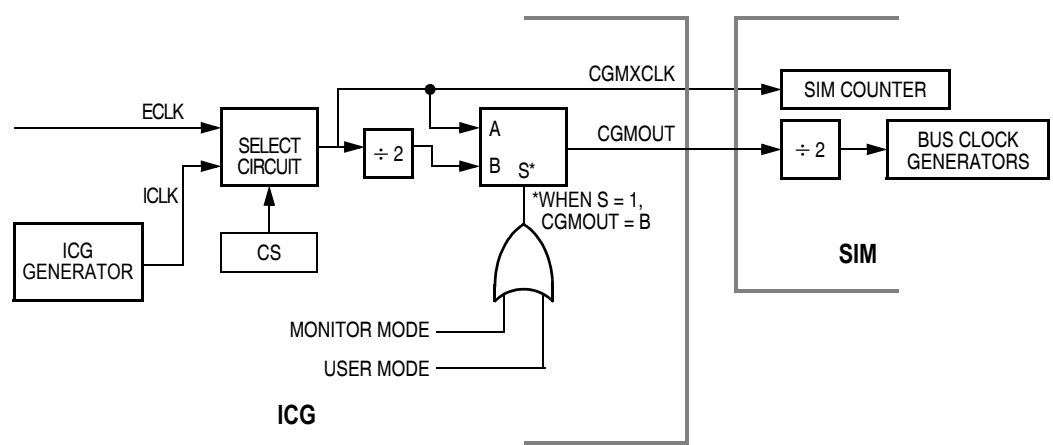 CGMXCLK
SIM COUNTER
ECLK
SELECT
CIRCUIT
÷ 2
A
B
S*
CGMOUT
÷ 2
BUS CLOCK
GENERATORS
ICLK
*WHEN S = 1,
CGMOUT = B
ICG
GENERATOR
CS
SIM
MONITOR MODE
USER MODE
ICG